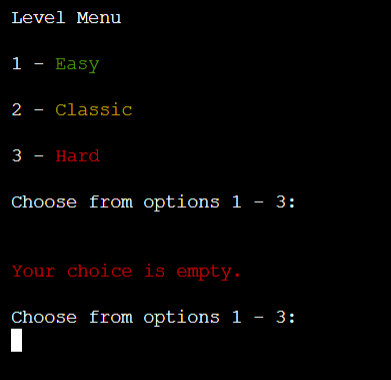 Level Menu
1 - Easy
2 - Classic
3 - Hard
Choose from options 1 - 3:
Your choice is empty.
Choose from options 1 - 3: